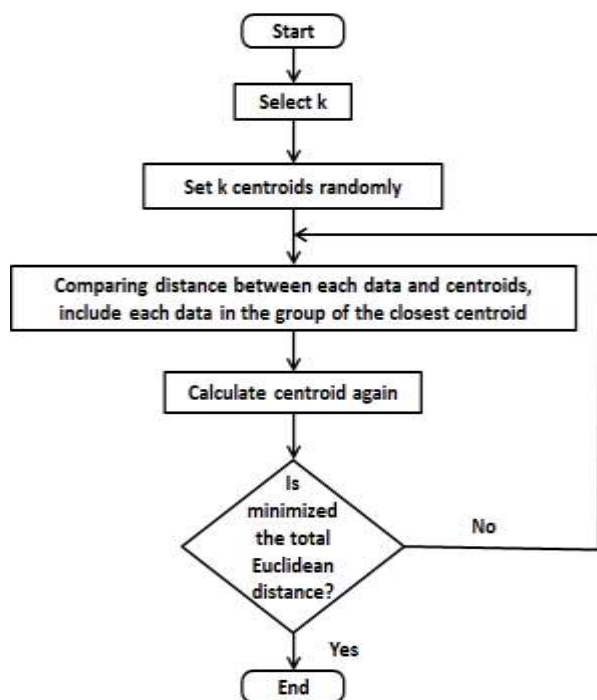 Start
Select k
Set k centroids randomly
Comparing distance between each data and centroids,
include each data in the group of the closest centroid
Calculate centroid again
Is
minimized
the total
Euclidean
distance?
No
Yes
End